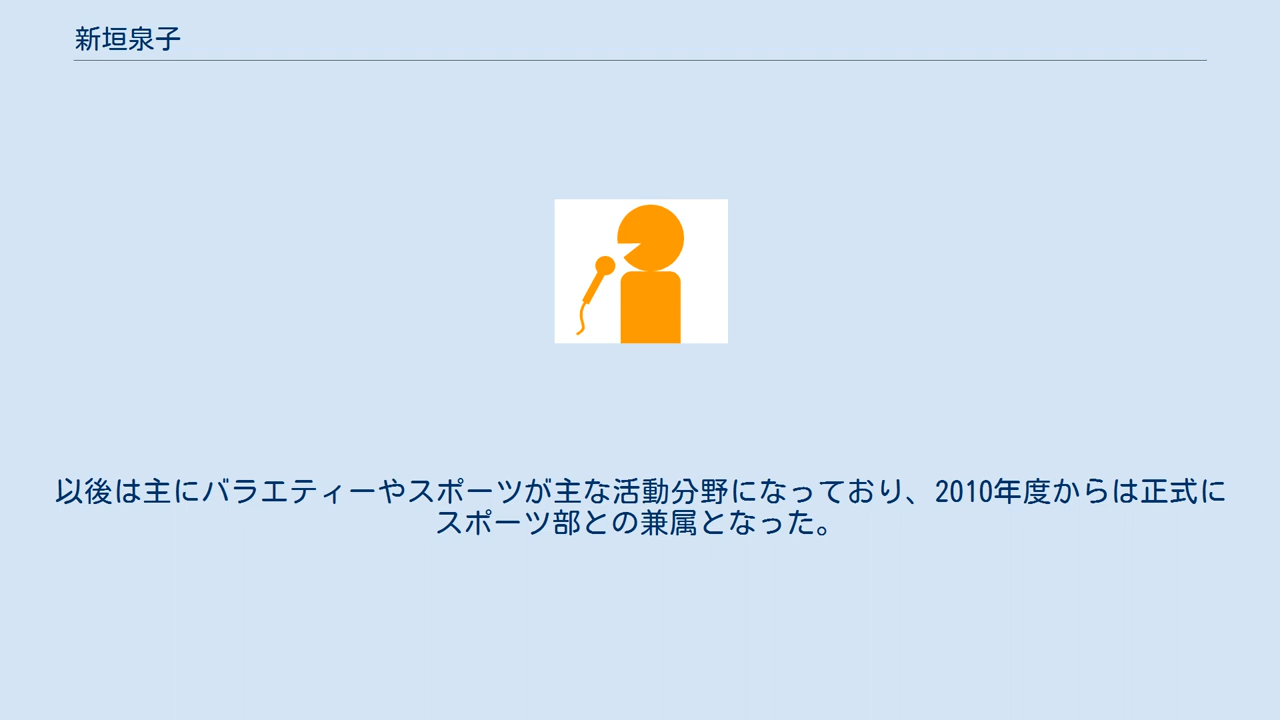 新垣泉子
以後は主にバラエティーやスポーツが主な活動分野になっており、2010年度からは正式に
スポーツ部との兼属となった。